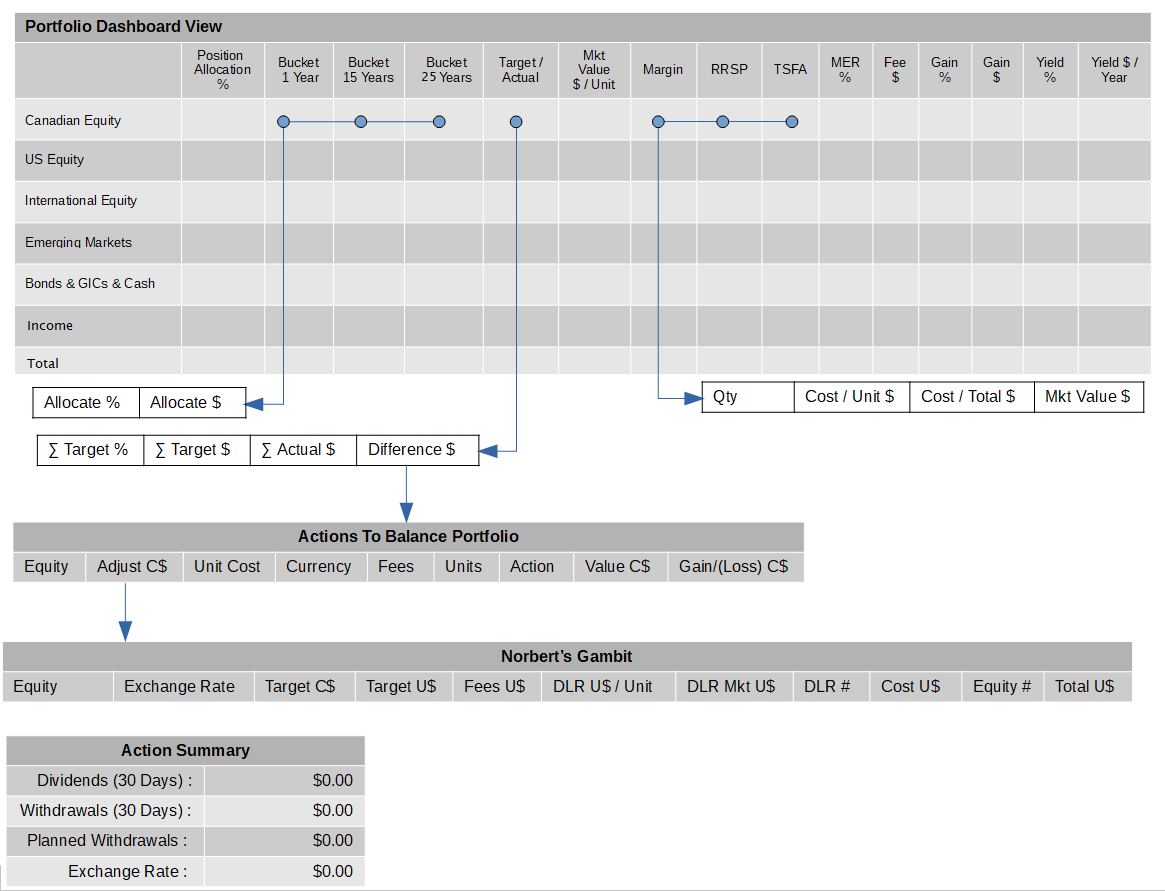 Portfolio Dashboard View
Position Allocation %
Bucket 1 Year
Bucket 15 Years
Bucket 25 Years
Target / Actual
Mkt Value $ / Unit
Margin
RRSP
TSFA
MER %
Fee $
Gain %
Gain $
Yield %
Yield $ / Year
Canadian Equity
US Equity
International Equity
Emerging Markets
Bonds & GICs & Cash
Income
Total
Allocate % Allocate $
Qty Cost / Unit $ Cost / Total $ Mkt Value $
∑ Target % ∑ Target $ ∑ Actual $ Difference $
Actions To Balance Portfolio
Equity Adjust C$ Unit Cost Currency Fees Units Action Value C$ Gain/(Loss) C$
Norbert’s Gambit
Equity Exchange Rate Target C$ Target U$ Fees U$ DLR U$ / Unit DLR Mkt U$ DLR # Cost U$ Equity # Total U$
Action Summary
Dividends (30 Days) : $0.00
Withdrawals (30 Days) : $0.00
Planned Withdrawals : $0.00
Exchange Rate : $0.00